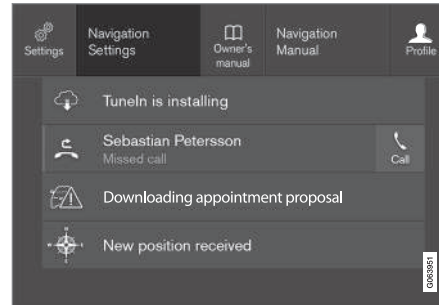 Settings
Navigation
Settings
Owner's
manual
Navigation
Manual
Profile
TuneIn is installing
Sebastian Petersson
Missed call
Call
Downloading appointment proposal
New position received
G063951